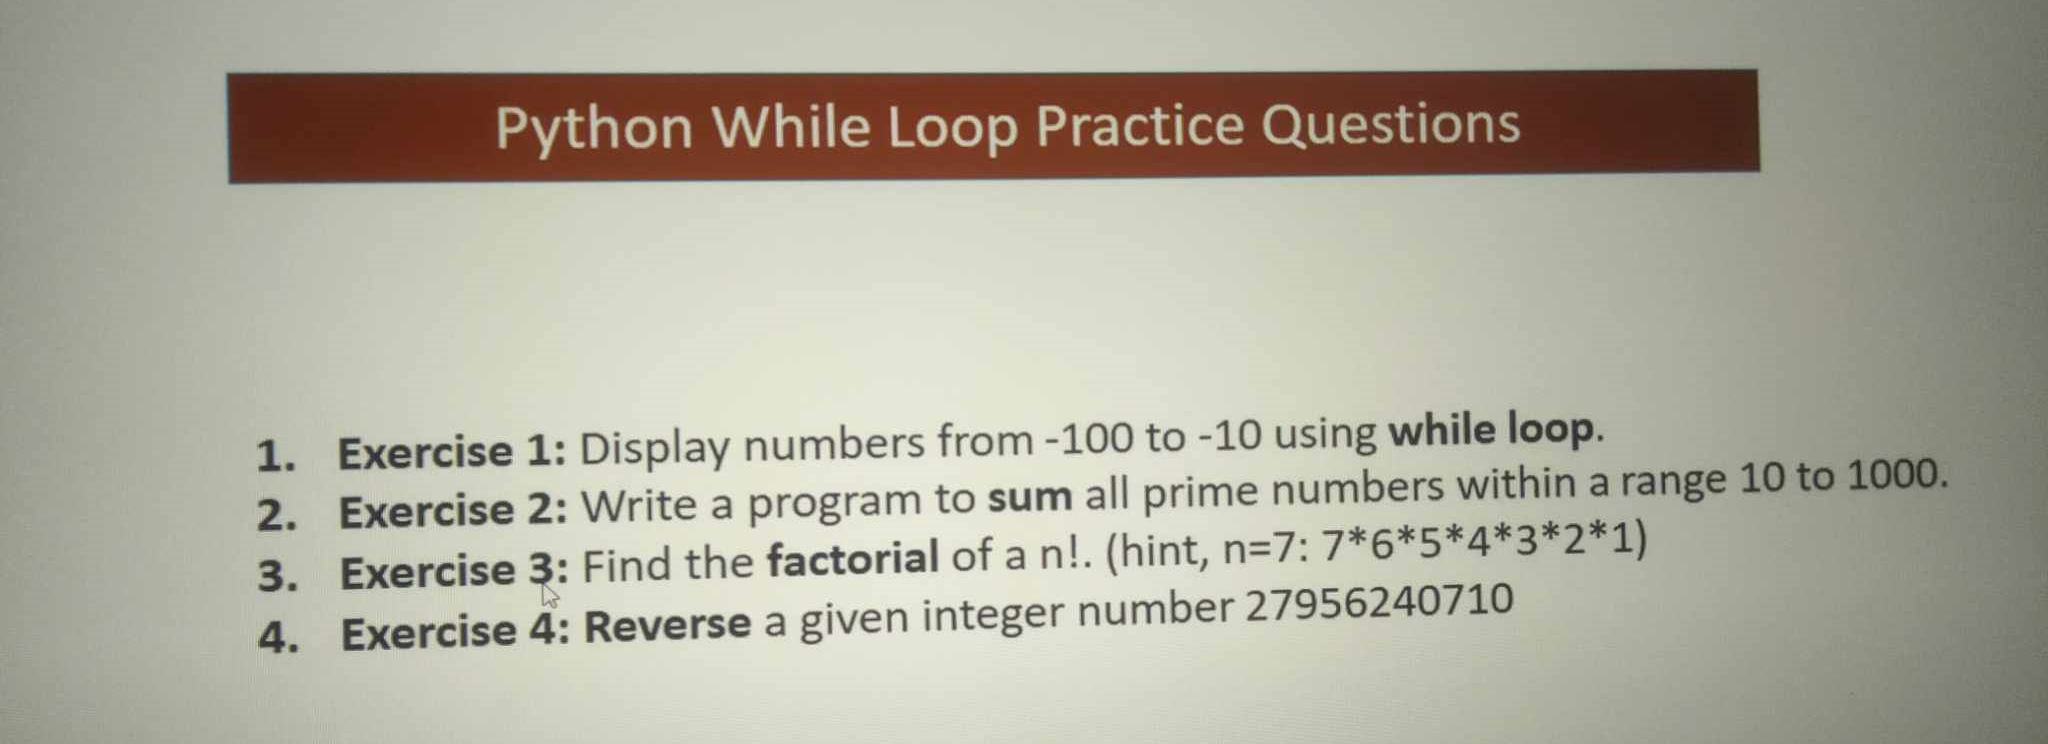 Python While Loop Practice Questions
1. Exercise 1: Display numbers from -100 to -10 using while loop.
2. Exercise 2: Write a program to sum all prime numbers within a range 10 to 1000.
3. Exercise 3: Find the factorial of a n!. (hint, n=7: 7*6*5*4*3*2*1)
4. Exercise 4: Reverse a given integer number 27956240710